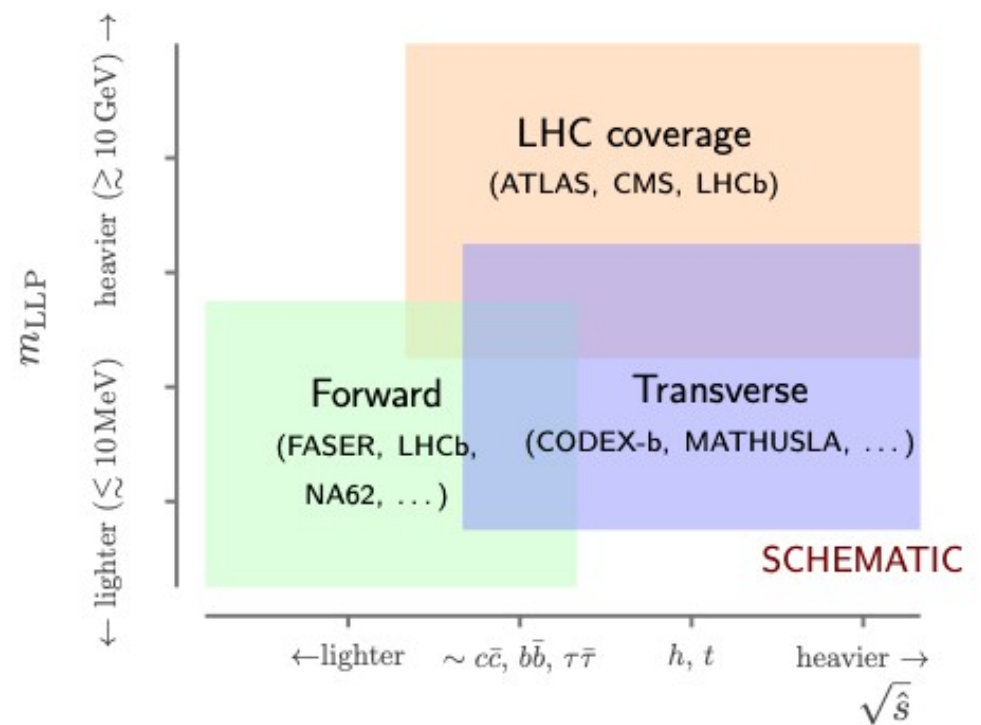 LHC coverage
(ATLAS, CMS, LHCb)
Forward
(FASER, LHCb,
NA62, ...)
Transverse
(CODEX-b, MATHUSLA, ...)
SCHEMATIC
m_LLP
← lighter (≲ 10 MeV)
heavier (≳ 10 GeV) →
←lighter
∼ cc̄, bb̄, ττ̄
h, t
heavier →
√ŝ